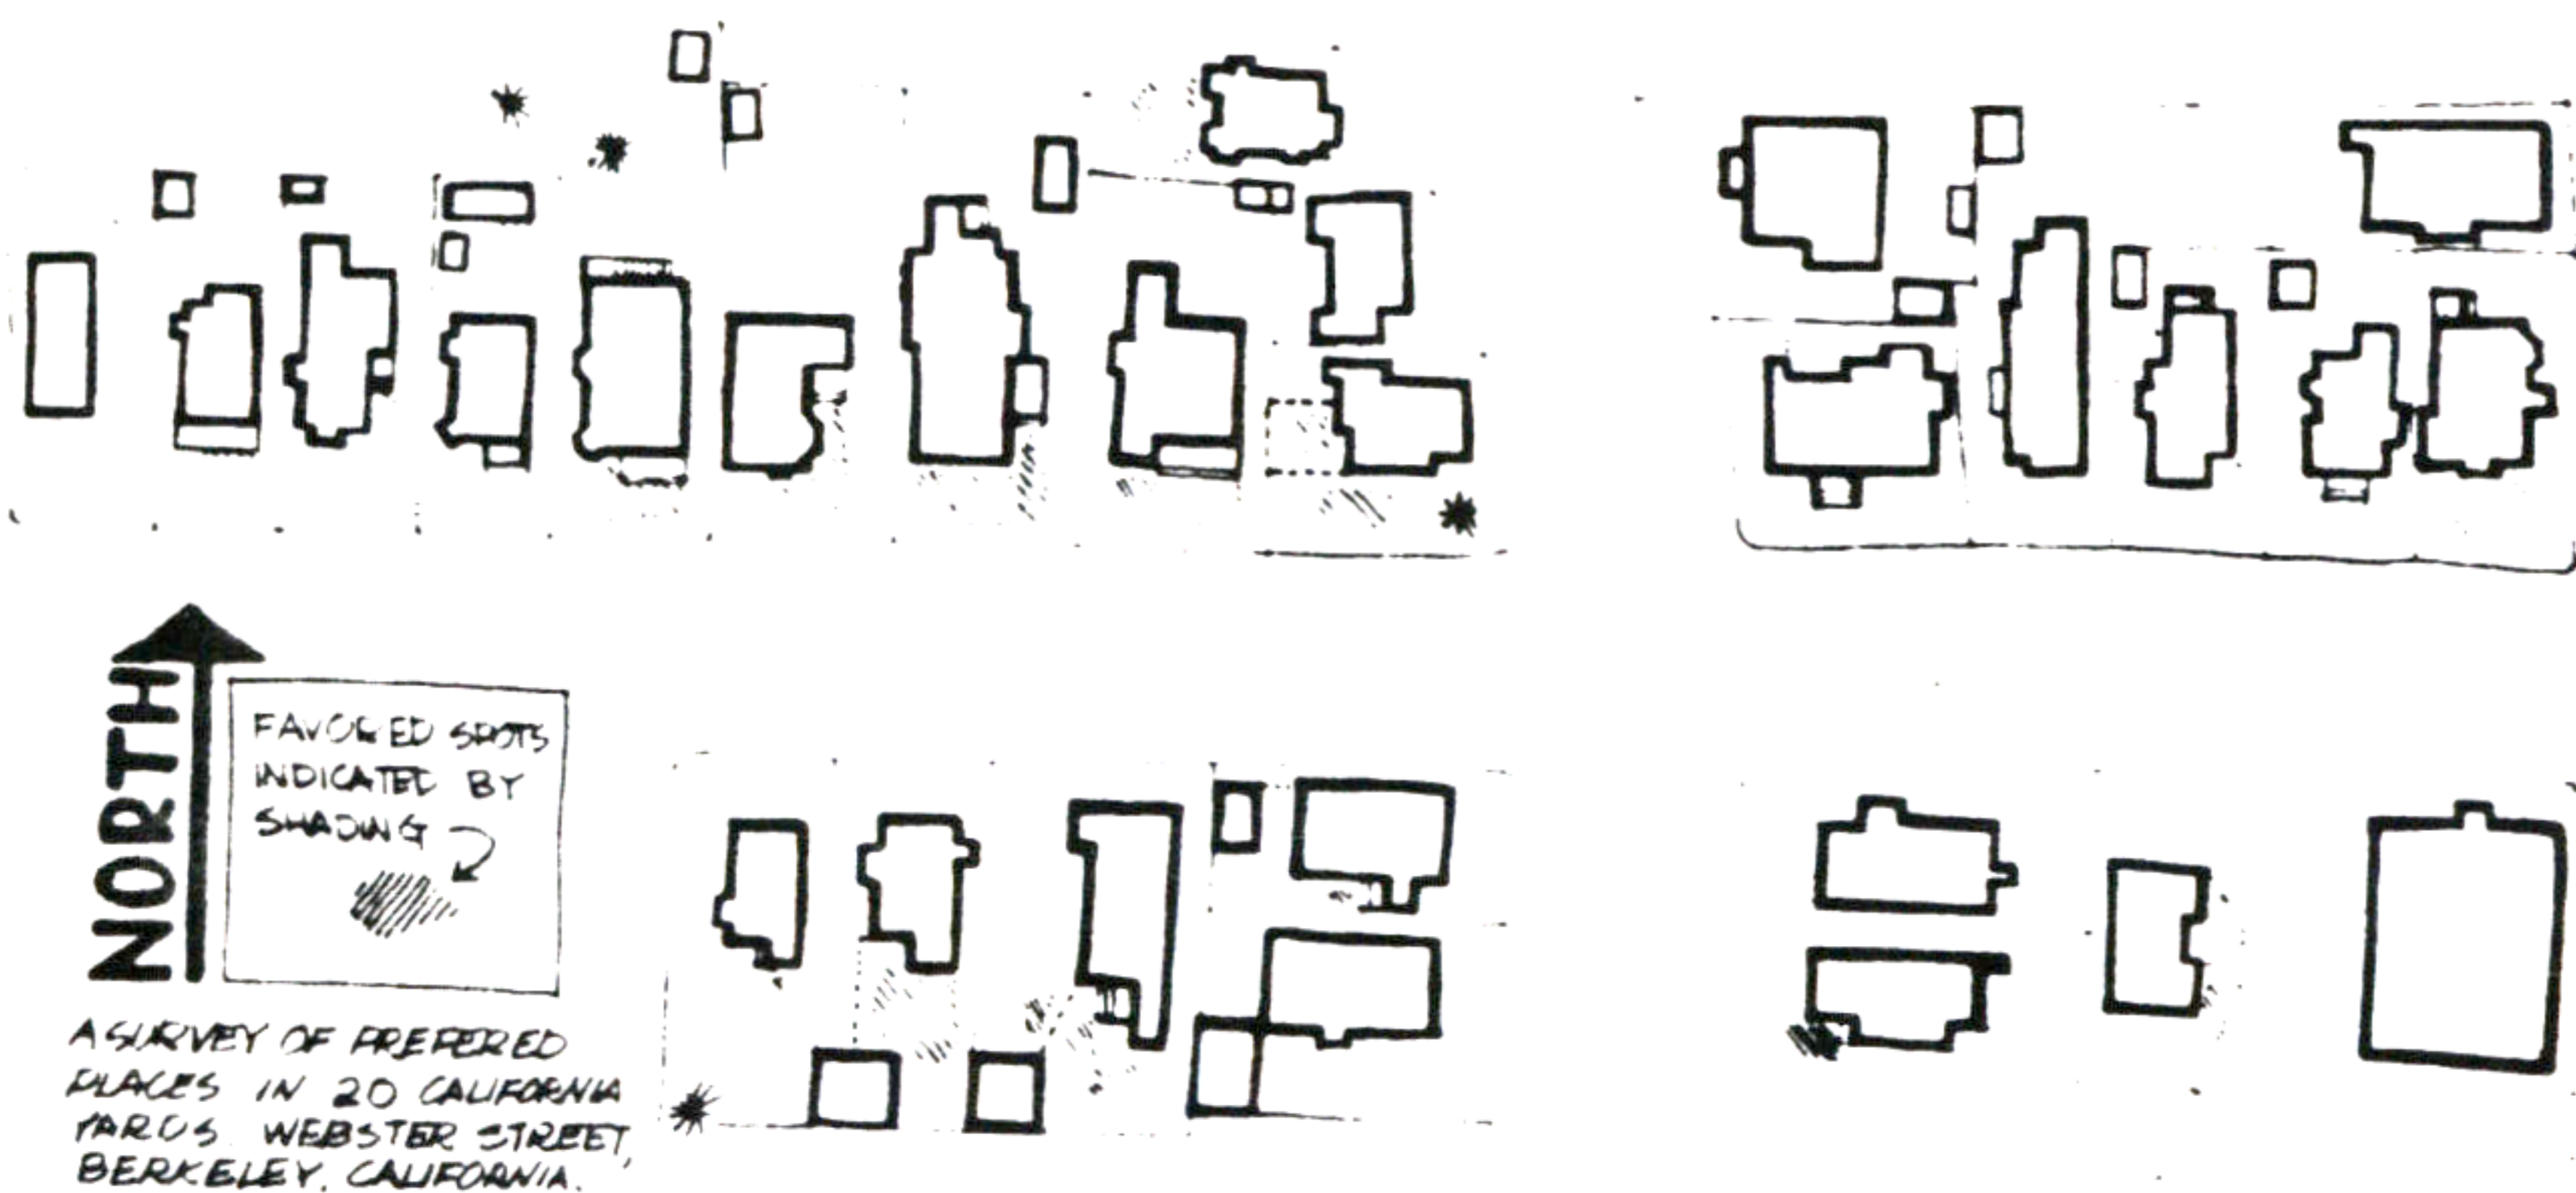 NORTH
FAVORED SPOTS
INDICATED BY
SHADING
A SURVEY OF PREFERED
PLACES IN 20 CALIFORNIA
YARDS WEBSTER STREET,
BERKELEY, CALIFORNIA.